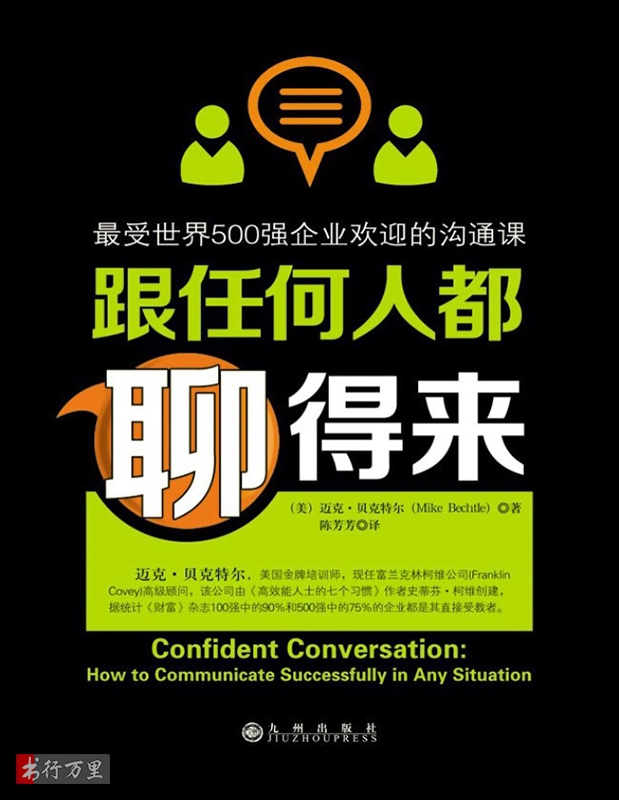 最受世界500强企业欢迎的沟通课
跟任何人都
聊得来
（美）迈克·贝克特尔（Mike Bechtle）◎著
陈芳芳◎译
迈克·贝克特尔，美国金牌培训师，现任富兰克林柯维公司(Franklin
Covey)高级顾问，该公司由《高效能人士的七个习惯》作者史蒂芬·柯维创建，
据统计《财富》杂志100强中的90%和500强中的75%的企业都是其直接受教者。
Confident Conversation:
How to Communicate Successfully in Any Situation
九州出版社
JIUZHOUPRESS
书行万里